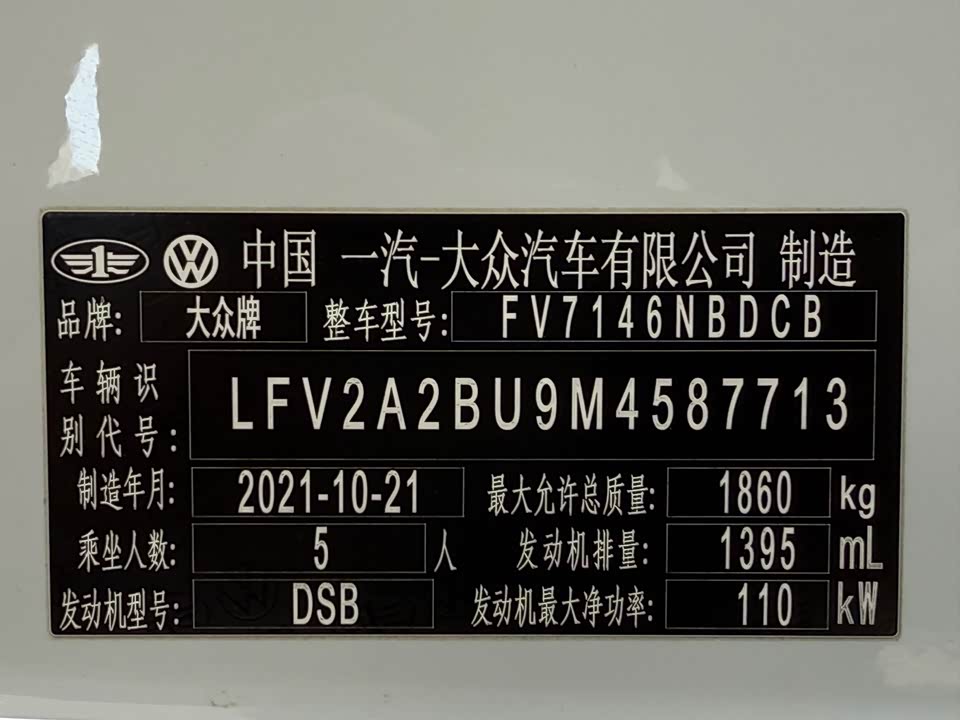 1 中国 一汽-大众汽车有限公司 制造
品牌: 大众牌 整车型号: FV7146NBDCB
车辆识别代号: LFV2A2BU9M4587713
制造年月: 2021-10-21 最大允许总质量: 1860 kg
乘坐人数: 5 人 发动机排量: 1395 mL
发动机型号: DSB 发动机最大净功率: 110 kW